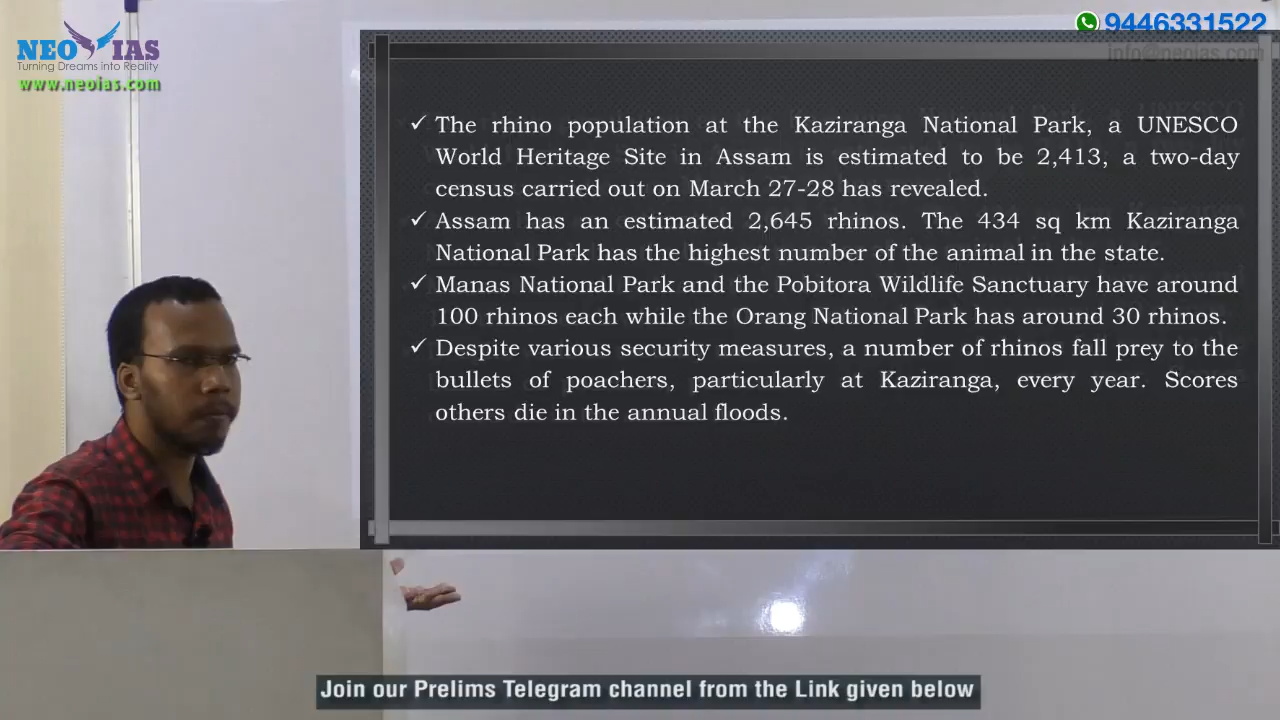 NEO IAS
Turning Dreams into Reality
www.neoias.com
9446331522
info@neoias.com
✓ The rhino population at the Kaziranga National Park, a UNESCO
World Heritage Site in Assam is estimated to be 2,413, a two-day
census carried out on March 27-28 has revealed.
✓ Assam has an estimated 2,645 rhinos. The 434 sq km Kaziranga
National Park has the highest number of the animal in the state.
✓ Manas National Park and the Pobitora Wildlife Sanctuary have around
100 rhinos each while the Orang National Park has around 30 rhinos.
✓ Despite various security measures, a number of rhinos fall prey to the
bullets of poachers, particularly at Kaziranga, every year. Scores
others die in the annual floods.
Join our Prelims Telegram channel from the Link given below